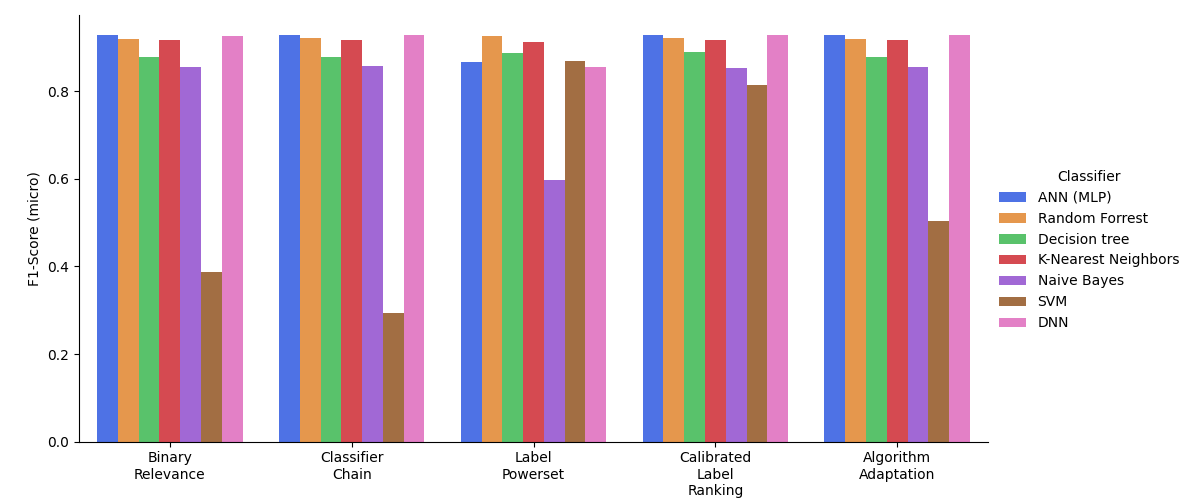 F1-Score (micro)
0.8
0.6
0.4
0.2
0.0
Binary
Relevance
Classifier
Chain
Label
Powerset
Calibrated
Label
Ranking
Algorithm
Adaptation
Classifier
ANN (MLP)
Random Forrest
Decision tree
K-Nearest Neighbors
Naive Bayes
SVM
DNN